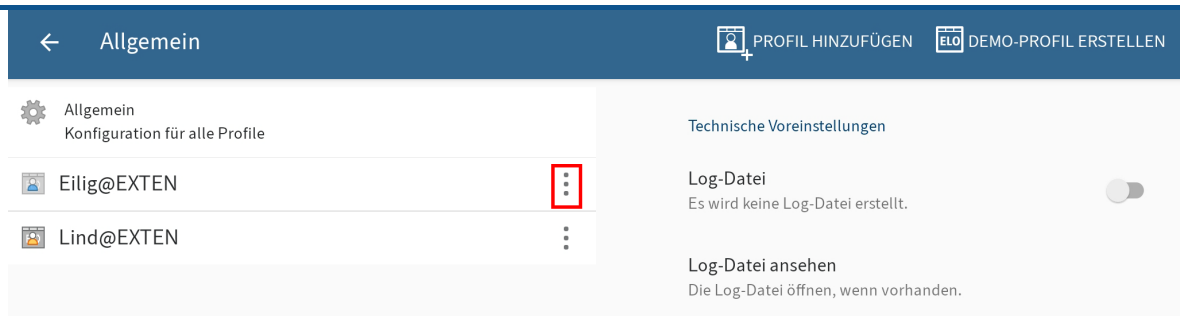 Allgemein
PROFIL HINZUFÜGEN
ELO DEMO-PROFIL ERSTELLEN
Allgemein
Konfiguration für alle Profile
Eilig@EXTEN
Lind@EXTEN
Technische Voreinstellungen
Log-Datei
Es wird keine Log-Datei erstellt.
Log-Datei ansehen
Die Log-Datei öffnen, wenn vorhanden.